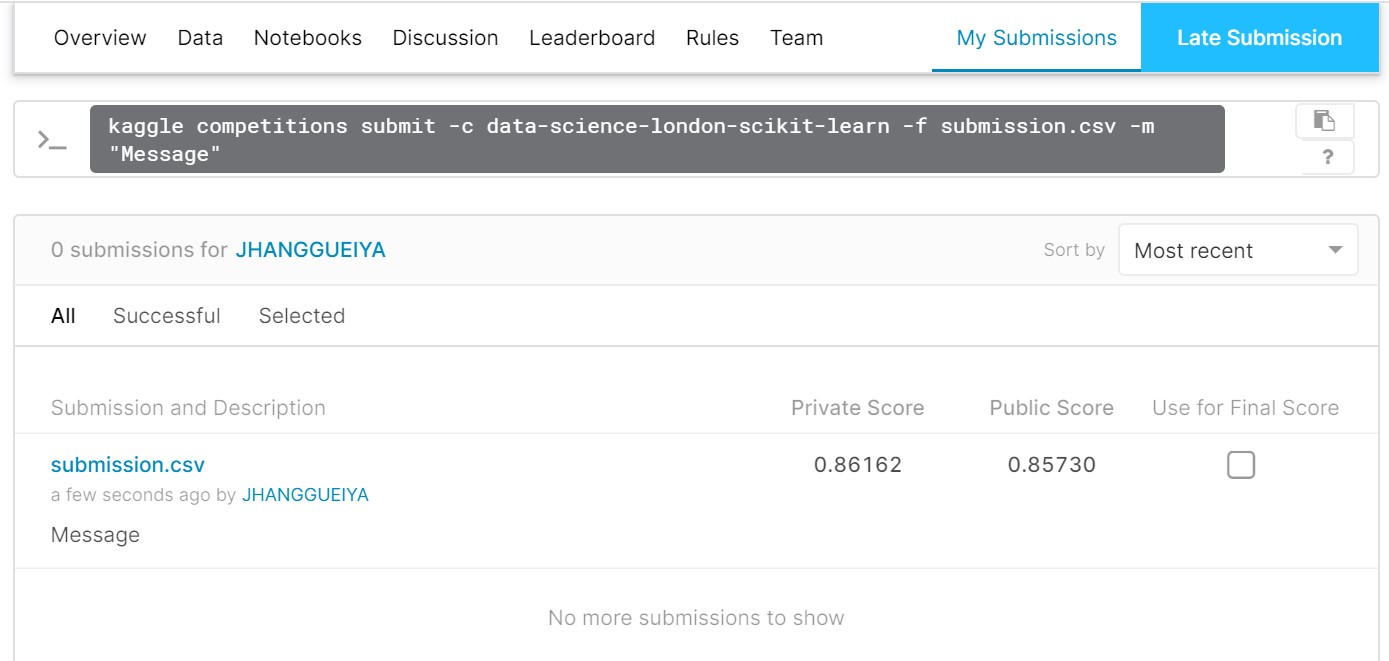 Overview Data Notebooks Discussion Leaderboard Rules Team My Submissions Late Submission
>_ kaggle competitions submit -c data-science-london-scikit-learn -f submission.csv -m
"Message"
?
0 submissions for JHANGGUEIYA Sort by Most recent
All Successful Selected
Submission and Description Private Score Public Score Use for Final Score
submission.csv 0.86162 0.85730
a few seconds ago by JHANGGUEIYA
Message
No more submissions to show